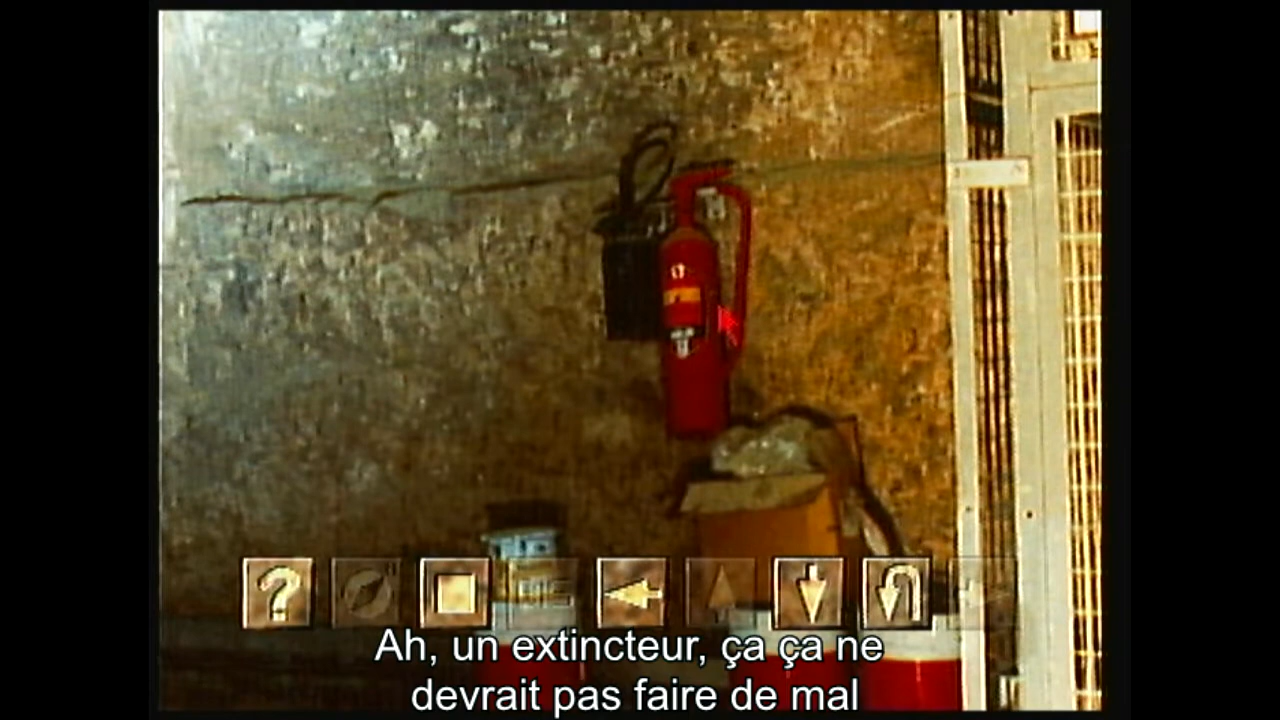 ?
Ah, un extincteur, ça ça ne
devrait pas faire de mal